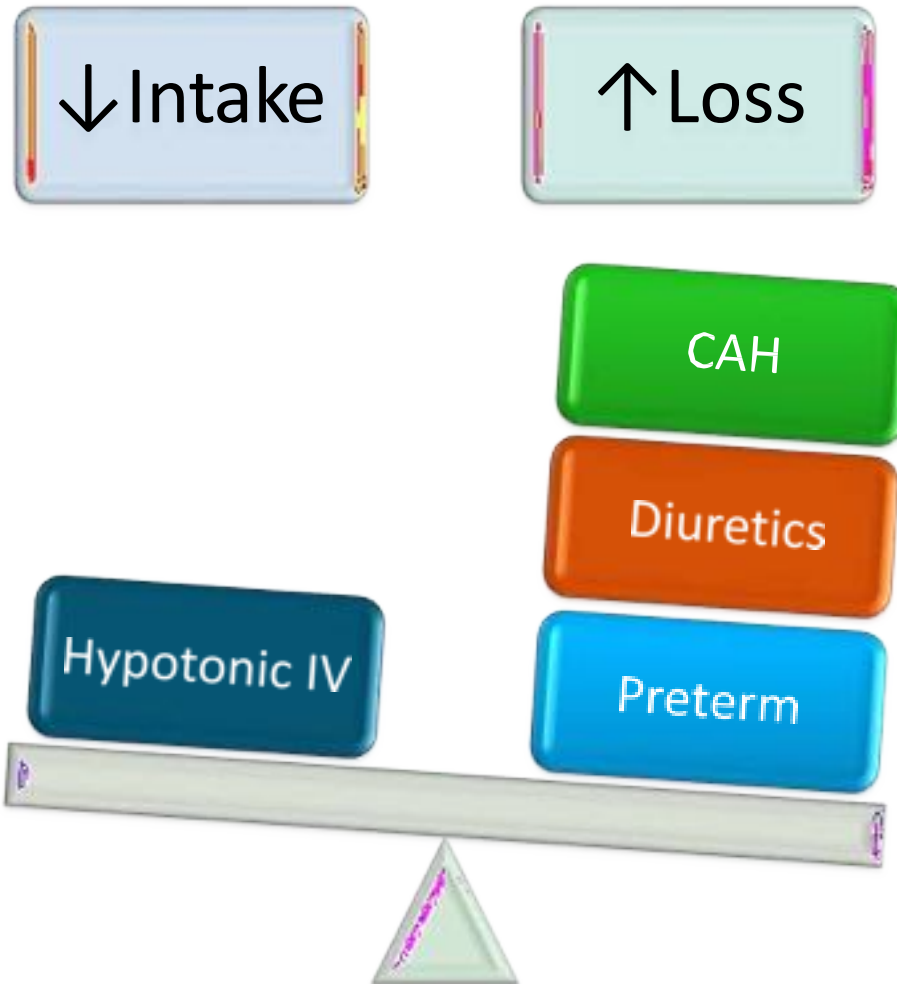 ↓Intake
↑Loss
CAH
Diuretics
Hypotonic IV
Preterm